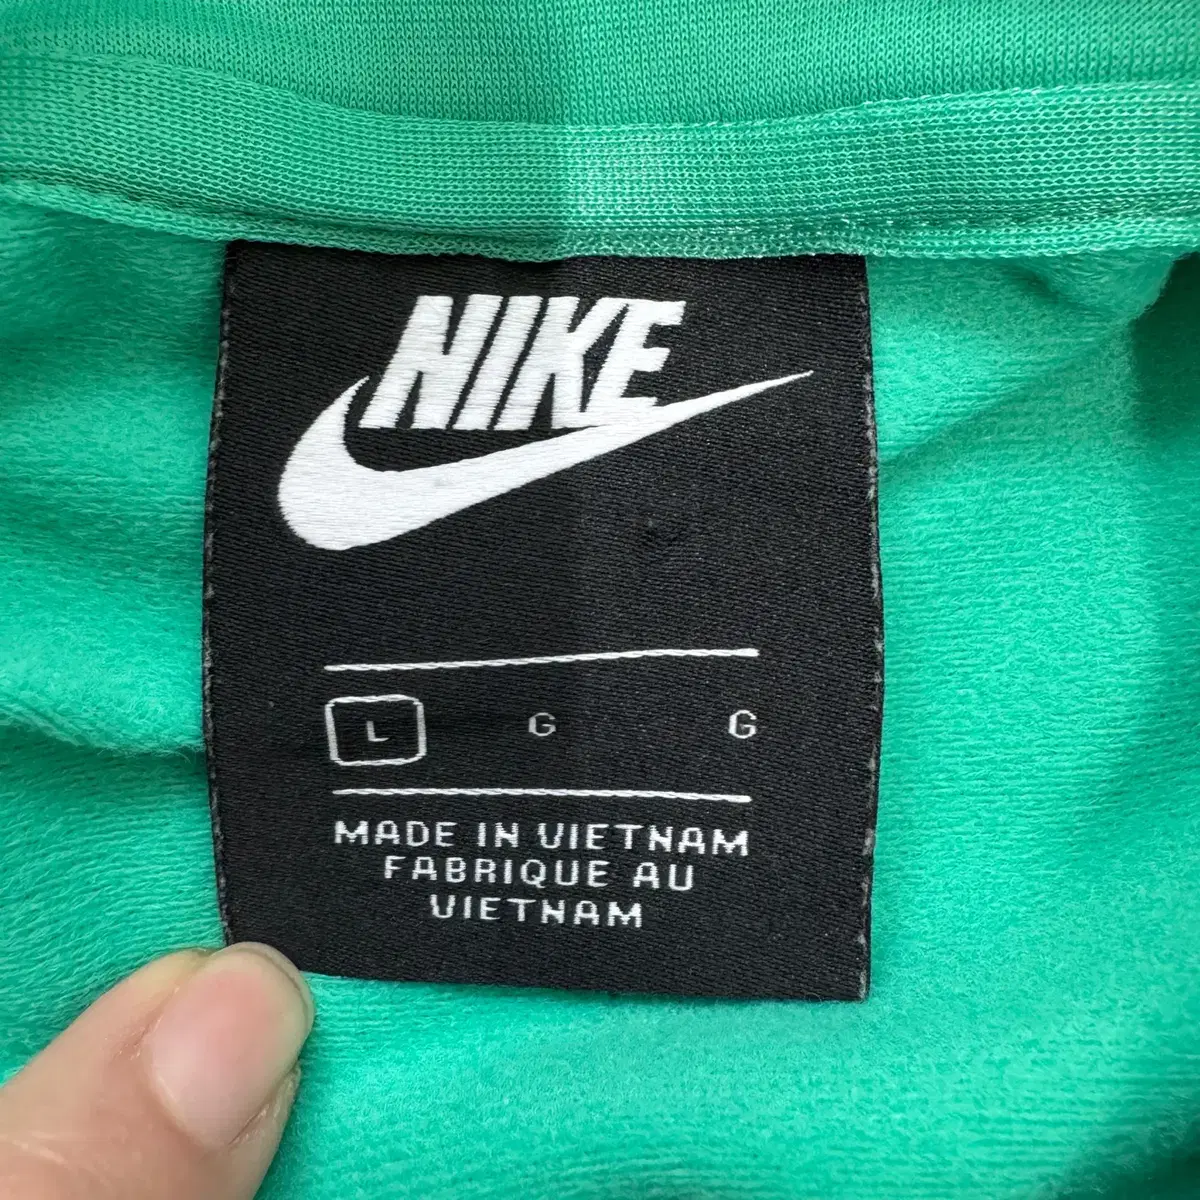 NIKE
L G G
MADE IN VIETNAM
FABRIQUE AU
VIETNAM